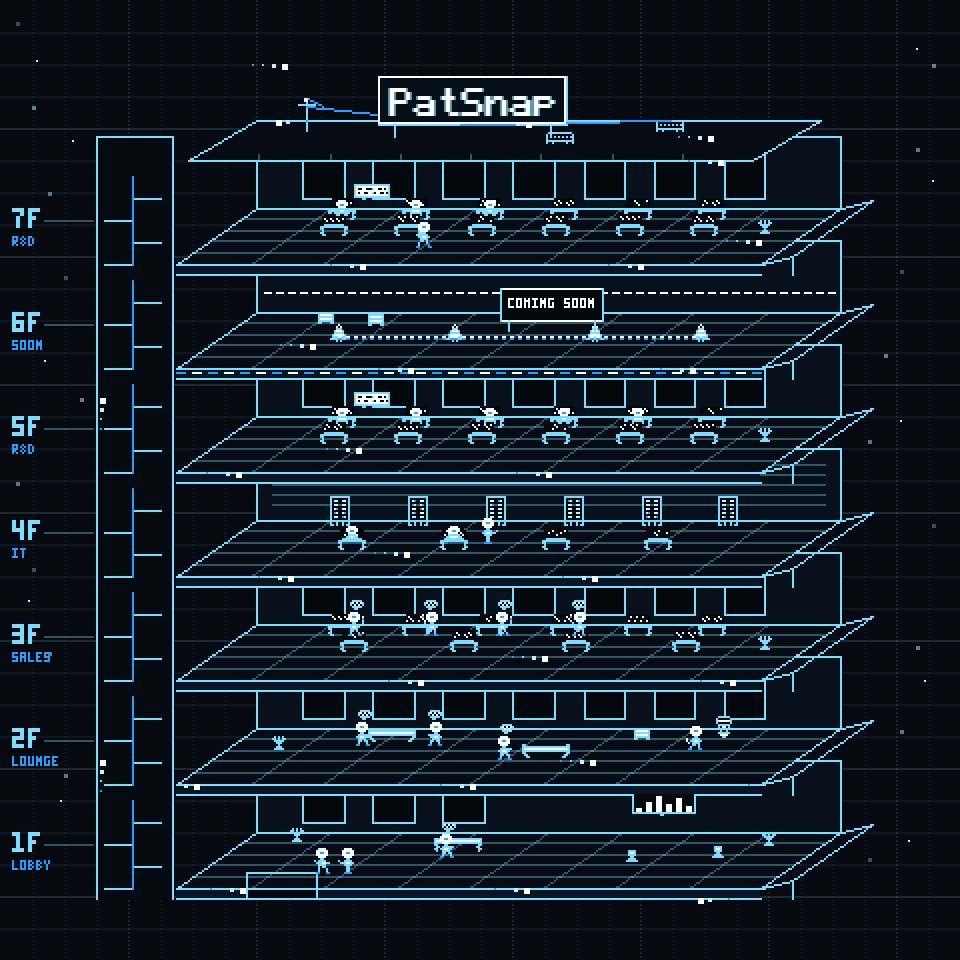 PatSnap
7F
R&D
6F
COMING SOON
SOON
5F
R&D
4F
IT
3F
SALES
2F
LOUNGE
1F
LOBBY